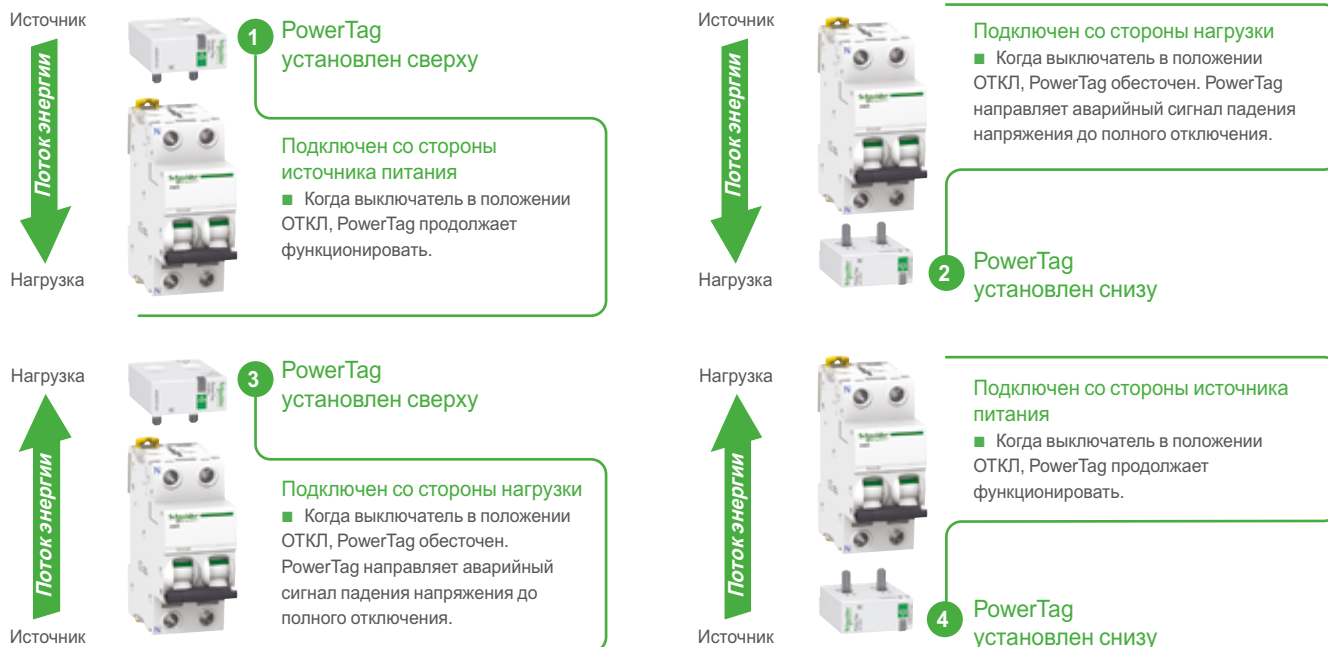 Источник
Поток энергии
Нагрузка
1
PowerTag
установлен сверху
Подключен со стороны
источника питания
■ Когда выключатель в положении
ОТКЛ, PowerTag продолжает
функционировать.
Источник
Поток энергии
Нагрузка
Подключен со стороны нагрузки
■ Когда выключатель в положении
ОТКЛ, PowerTag обесточен. PowerTag
направляет аварийный сигнал падения
напряжения до полного отключения.
2
PowerTag
установлен снизу
Нагрузка
Поток энергии
Источник
3
PowerTag
установлен сверху
Подключен со стороны нагрузки
■ Когда выключатель в положении
ОТКЛ, PowerTag обесточен.
PowerTag направляет аварийный
сигнал падения напряжения до
полного отключения.
Нагрузка
Поток энергии
Источник
Подключен со стороны источника
питания
■ Когда выключатель в положении
ОТКЛ, PowerTag продолжает
функционировать.
4
PowerTag
установлен снизу